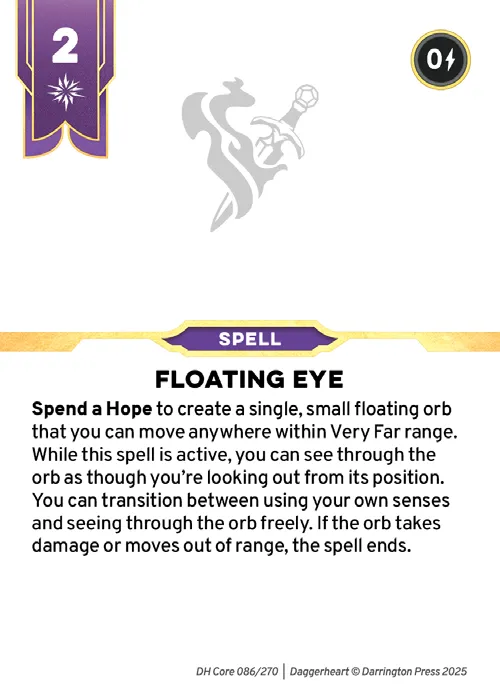 2
0
SPELL
FLOATING EYE
Spend a Hope to create a single, small floating orb
that you can move anywhere within Very Far range.
While this spell is active, you can see through the
orb as though you’re looking out from its position.
You can transition between using your own senses
and seeing through the orb freely. If the orb takes
damage or moves out of range, the spell ends.
DH Core 086/270 | Daggerheart © Darrington Press 2025